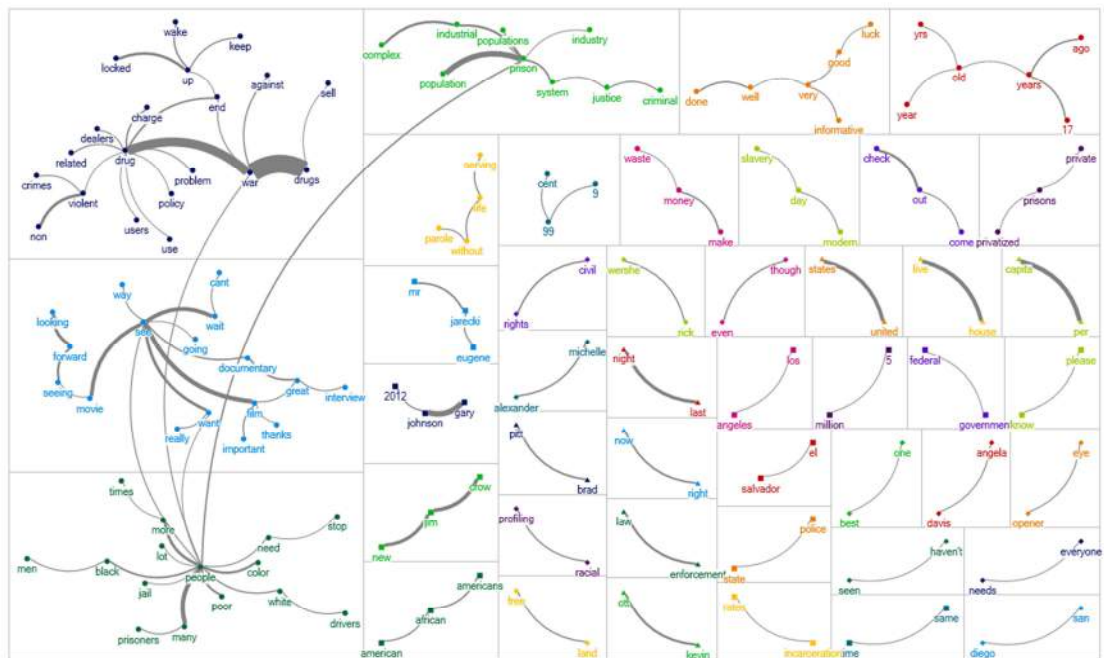 wake
keep
locked
up
against
sell
end
charge
dealers
related
drug
war
drugs
crimes
problem
violent
policy
non
users
use
complex
industrial
populations
industry
population
prison
system
justice
criminal
luck
good
done
well
very
informative
yrs
ago
old
years
year
17
serving
life
parole
without
cent
9
99
waste
money
make
slavery
day
modern
check
out
come
private
prisons
privatized
cant
way
looking
see
wait
forward
going
documentary
seeing
movie
great
interview
film
want
really
thanks
important
mr
jarecki
eugene
civil
rights
wershe
rick
though
even
states
united
live
house
capita
per
2012
johnson
gary
michelle
alexander
night
last
los
angeles
5
million
federal
government
please
know
pitt
brad
now
right
el
salvador
one
best
angela
davis
eye
opener
times
more
stop
need
lot
men
black
people
color
jail
poor
white
drivers
prisoners
many
crow
jim
new
profiling
racial
law
enforcement
police
state
haven't
seen
everyone
needs
americans
african
american
free
land
ott
kevin
rates
incarceration
same
time
san
diego